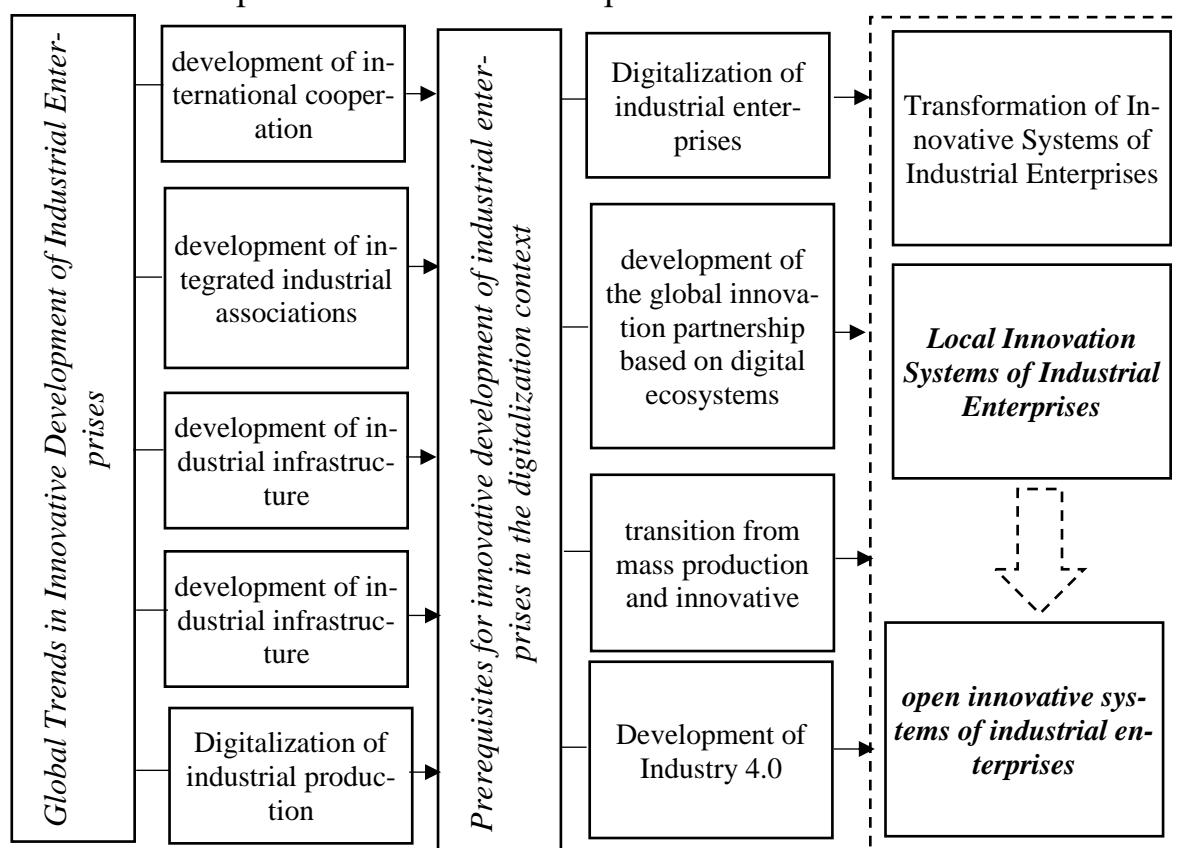 Global Trends in Innovative Development of Industrial Enter-
prises
development of in-
ternational cooper-
ation
development of in-
tegrated industrial
associations
development of in-
dustrial infrastruc-
ture
development of in-
dustrial infrastruc-
ture
Digitalization of
industrial produc-
tion
Prerequisites for innovative development of industrial enter-
prises in the digitalization context
Digitalization of
industrial enter-
prises
development of
the global innova-
tion partnership
based on digital
ecosystems
transition from
mass production
and innovative
Development of
Industry 4.0
Transformation of In-
novative Systems of
Industrial Enterprises
Local Innovation
Systems of Industrial
Enterprises
open innovative sys-
tems of industrial en-
terprises